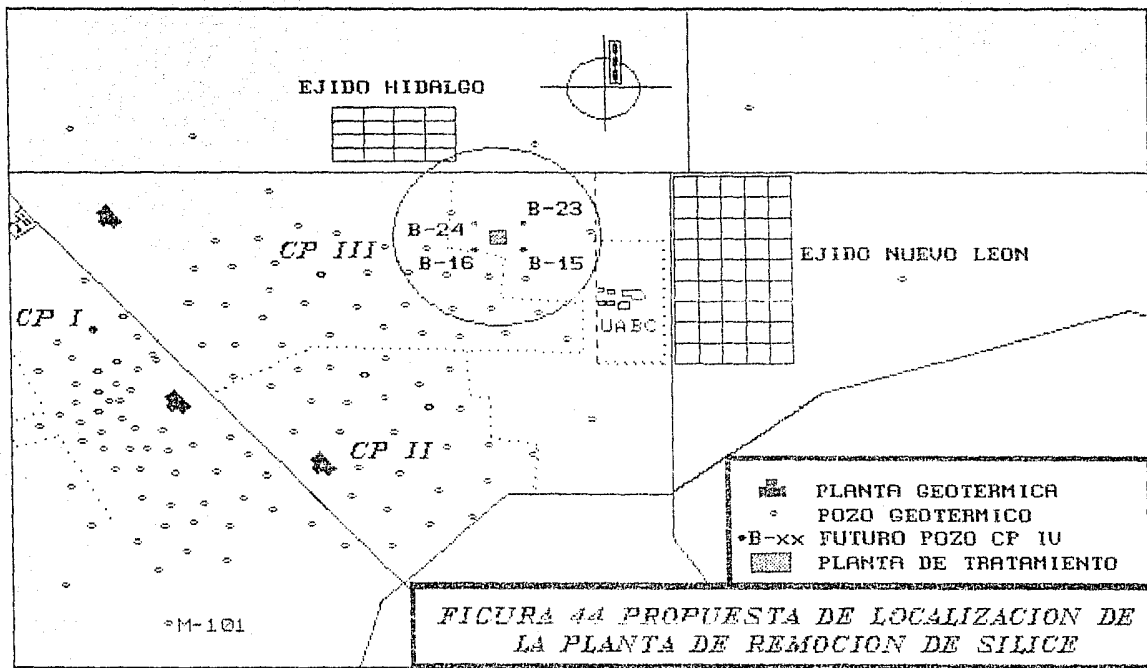 EJIDO HIDALGO
B-23
B-24
CP III
B-16
B-15
EJIDO NUEVO LEON
UABC
CP I
CP II
PLANTA GEOTERMICA
POZO GEOTERMICO
B-xx FUTURO POZO CP IV
PLANTA DE TRATAMIENTO
M-101
FIGURA 44 PROPUESTA DE LOCALIZACION DE
LA PLANTA DE REMOCION DE SILICE